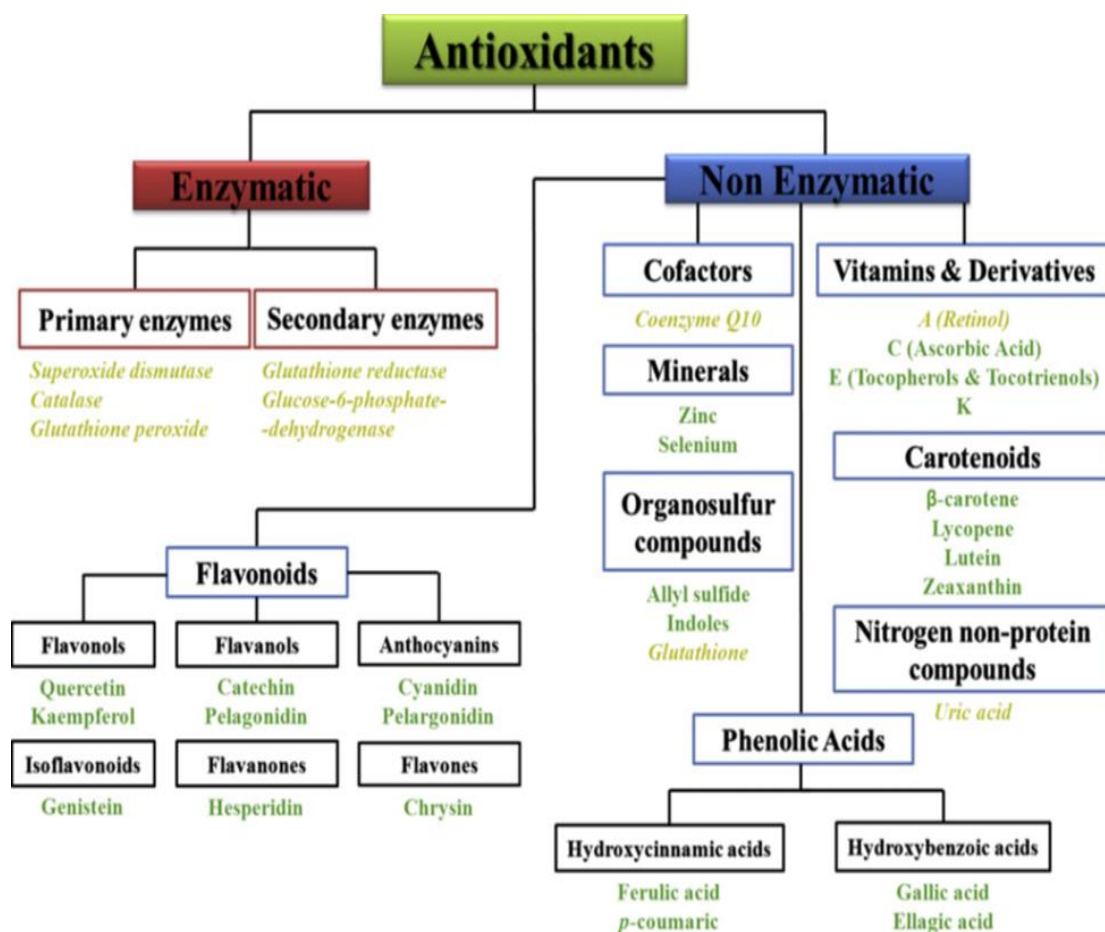 Antioxidants
Enzymatic
Non Enzymatic
Primary enzymes
Superoxide dismutase
Catalase
Glutathione peroxide
Secondary enzymes
Glutathione reductase
Glucose-6-phosphate-
-dehydrogenase
Cofactors
Coenzyme Q10
Minerals
Zinc
Selenium
Organosulfur
compounds
Allyl sulfide
Indoles
Glutathione
Vitamins & Derivatives
A (Retinol)
C (Ascorbic Acid)
E (Tocopherols & Tocotrienols)
K
Carotenoids
β-carotene
Lycopene
Lutein
Zeaxanthin
Nitrogen non-protein
compounds
Uric acid
Flavonoids
Flavonols
Quercetin
Kaempferol
Flavanols
Catechin
Pelagonidin
Anthocyanins
Cyanidin
Pelargonidin
Isoflavonoids
Genistein
Flavanones
Hesperidin
Flavones
Chrysin
Phenolic Acids
Hydroxycinnamic acids
Ferulic acid
p-coumaric
Hydroxybenzoic acids
Gallic acid
Ellagic acid